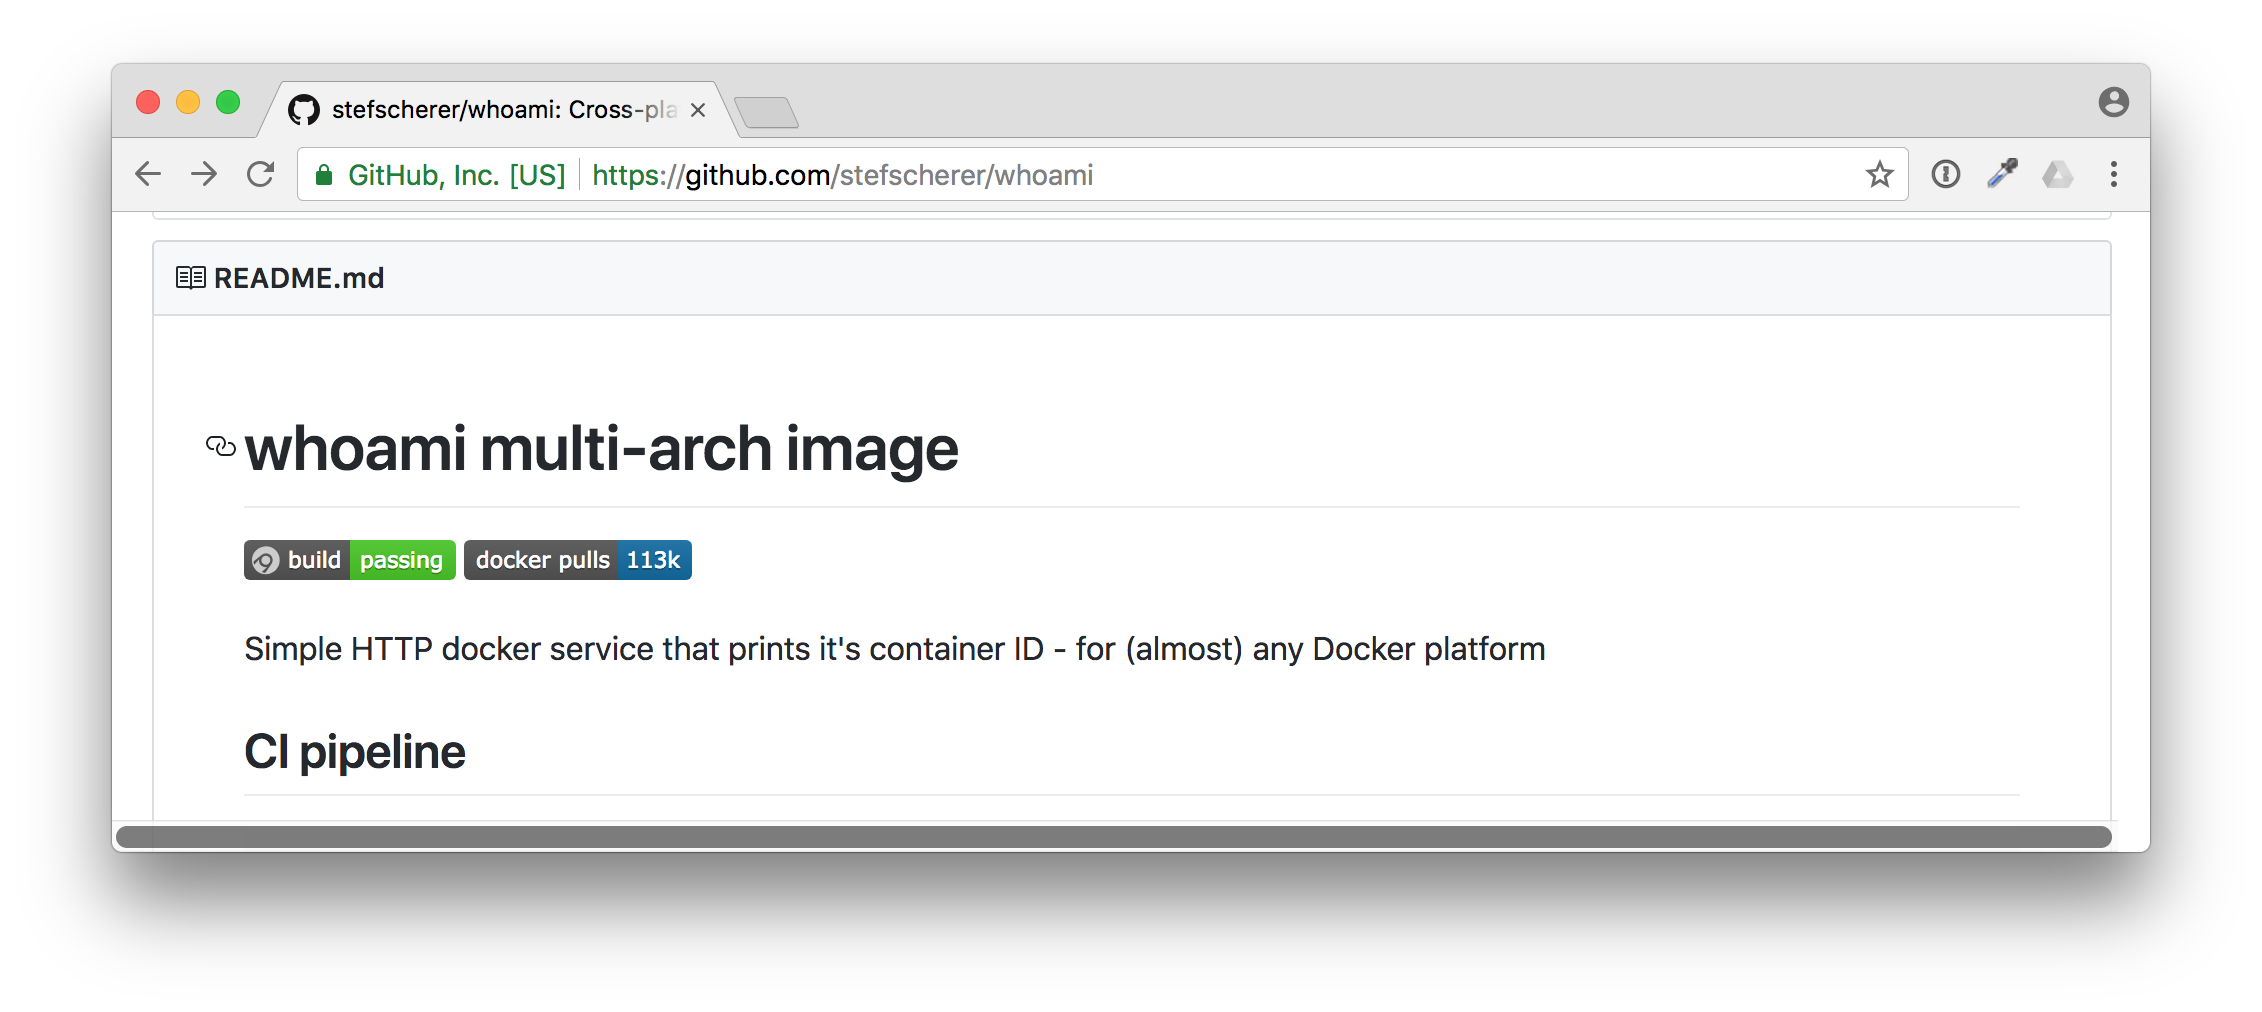 stefscherer/whoami: Cross-pla
GitHub, Inc. [US] https://github.com/stefscherer/whoami
README.md
whoami multi-arch image
build passing docker pulls 113k
Simple HTTP docker service that prints it's container ID - for (almost) any Docker platform
CI pipeline